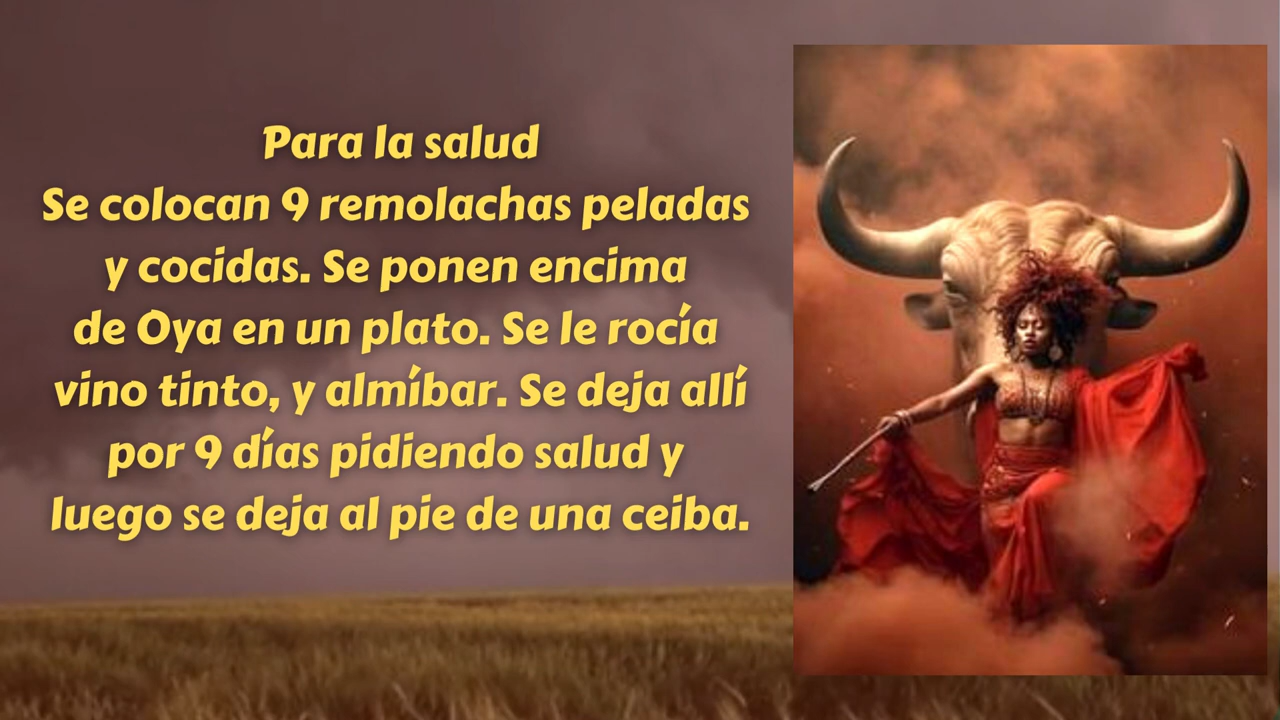 Para la salud
Se colocan 9 remolachas peladas
y cocidas. Se ponen encima
de Oya en un plato. Se le rocía
vino tinto, y almíbar. Se deja allí
por 9 días pidiendo salud y
luego se deja al pie de una ceiba.